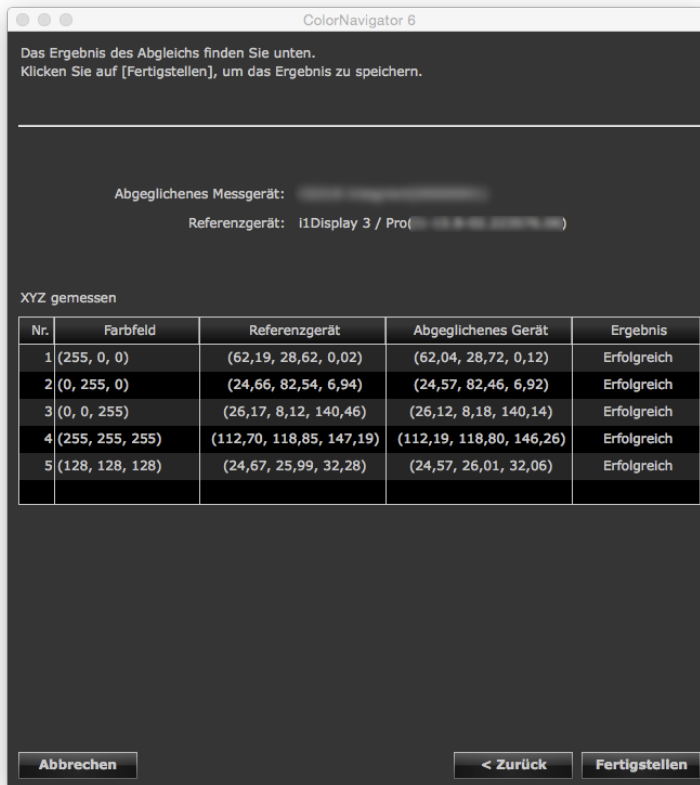 ColorNavigator 6
Das Ergebnis des Abgleichs finden Sie unten.
Klicken Sie auf [Fertigstellen], um das Ergebnis zu speichern.
Abgeglichenes Messgerät:
Referenzgerät: i1Display 3 / Pro( )
XYZ gemessen
Nr. Farbfeld Referenzgerät Abgeglichenes Gerät Ergebnis
1 (255, 0, 0) (62,19, 28,62, 0,02) (62,04, 28,72, 0,12) Erfolgreich
2 (0, 255, 0) (24,66, 82,54, 6,94) (24,57, 82,46, 6,92) Erfolgreich
3 (0, 0, 255) (26,17, 8,12, 140,46) (26,12, 8,18, 140,14) Erfolgreich
4 (255, 255, 255) (112,70, 118,85, 147,19) (112,19, 118,80, 146,26) Erfolgreich
5 (128, 128, 128) (24,67, 25,99, 32,28) (24,57, 26,01, 32,06) Erfolgreich
Abbrechen < Zurück Fertigstellen